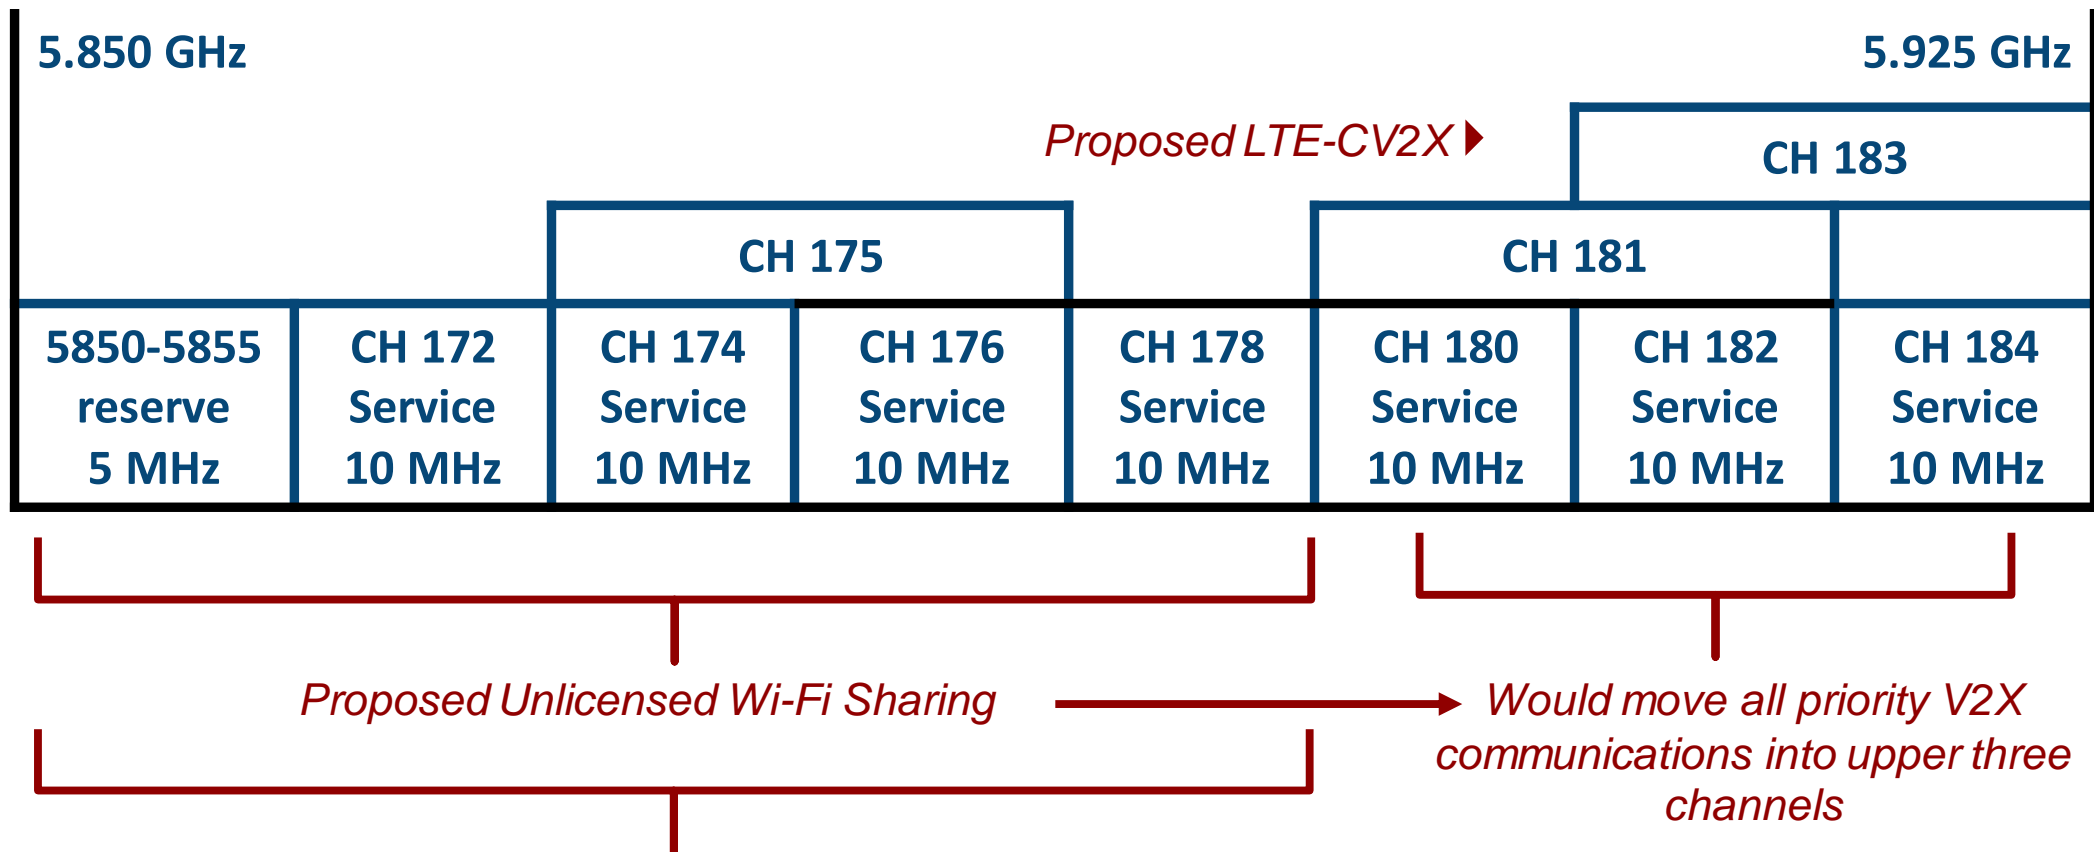 5.850 GHz
5.925 GHz
Proposed LTE-CV2X
CH 183
CH 175
CH 181
5850-5855
reserve
5 MHz
CH 172
Service
10 MHz
CH 174
Service
10 MHz
CH 176
Service
10 MHz
CH 178
Service
10 MHz
CH 180
Service
10 MHz
CH 182
Service
10 MHz
CH 184
Service
10 MHz
Proposed Unlicensed Wi-Fi Sharing
Would move all priority V2X
communications into upper three
channels